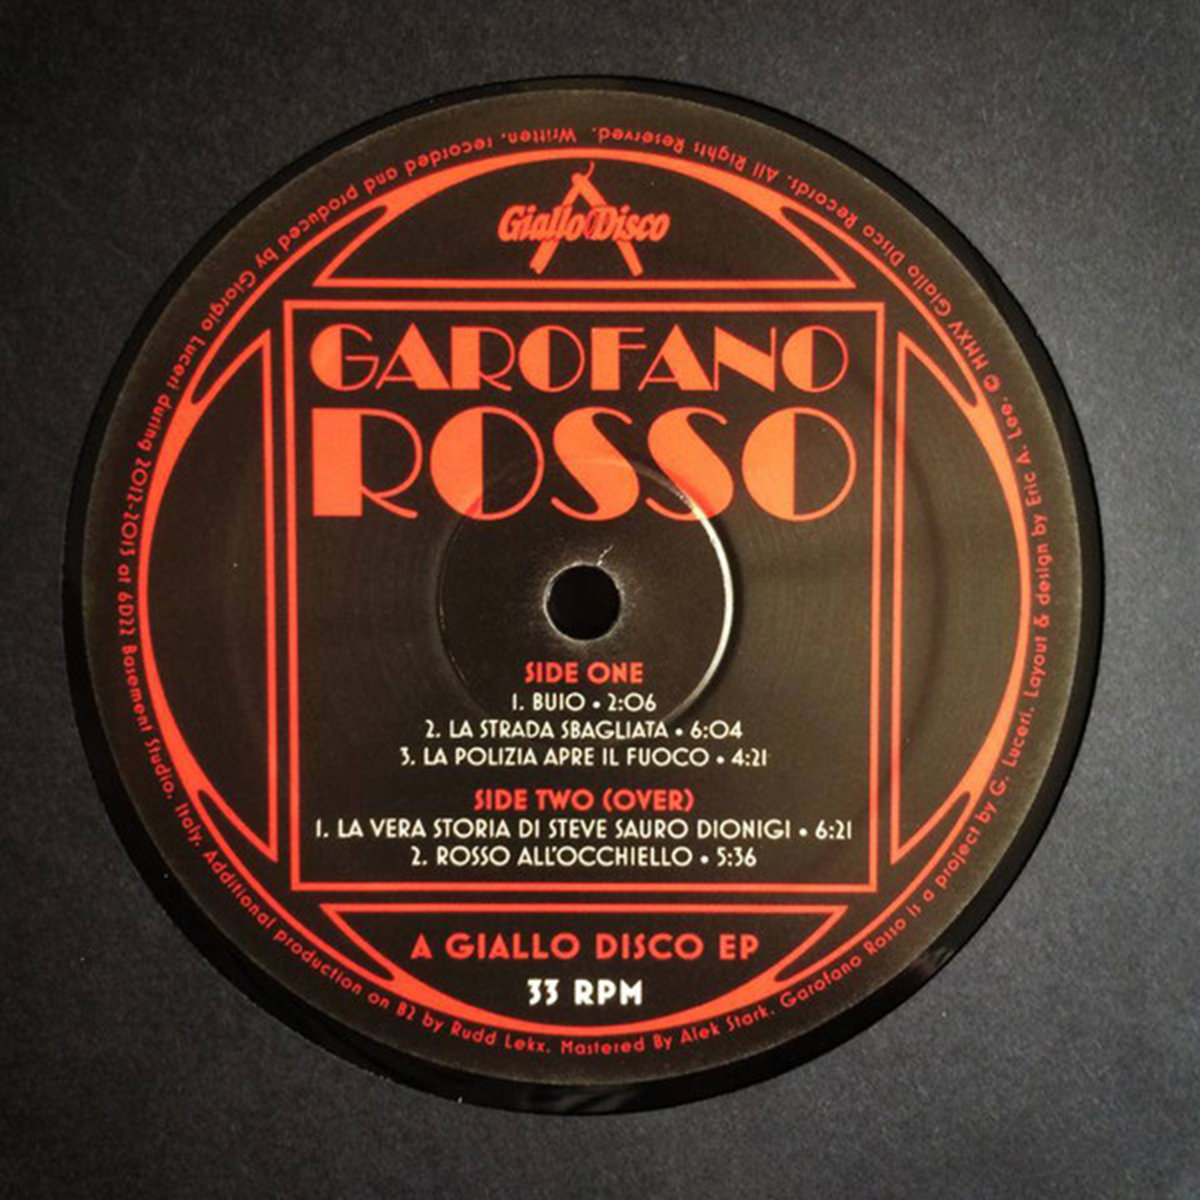 Giallo Disco
GAROFANO
ROSSO
SIDE ONE
1. BUIO • 2:06
2. LA STRADA SBAGLIATA • 6:04
3. LA POLIZIA APRE IL FUOCO • 4:21
SIDE TWO (OVER)
1. LA VERA STORIA DI STEVE SAURO DIONIGI • 6:21
2. ROSSO ALL'OCCHIELLO • 5:36
A GIALLO DISCO EP
33 RPM
Written, recorded and produced by Giorgio Luceri during 2012-2013 at 6D22 Basement Studio, Italy. Additional production on B2 by Rudd Lekx. Mastered By Alek Stark. Garofano Rosso is a project by G. Luceri. Layout & design by Eric A. Lee. © MMXV Giallo Disco Records. All Rights Reserved.